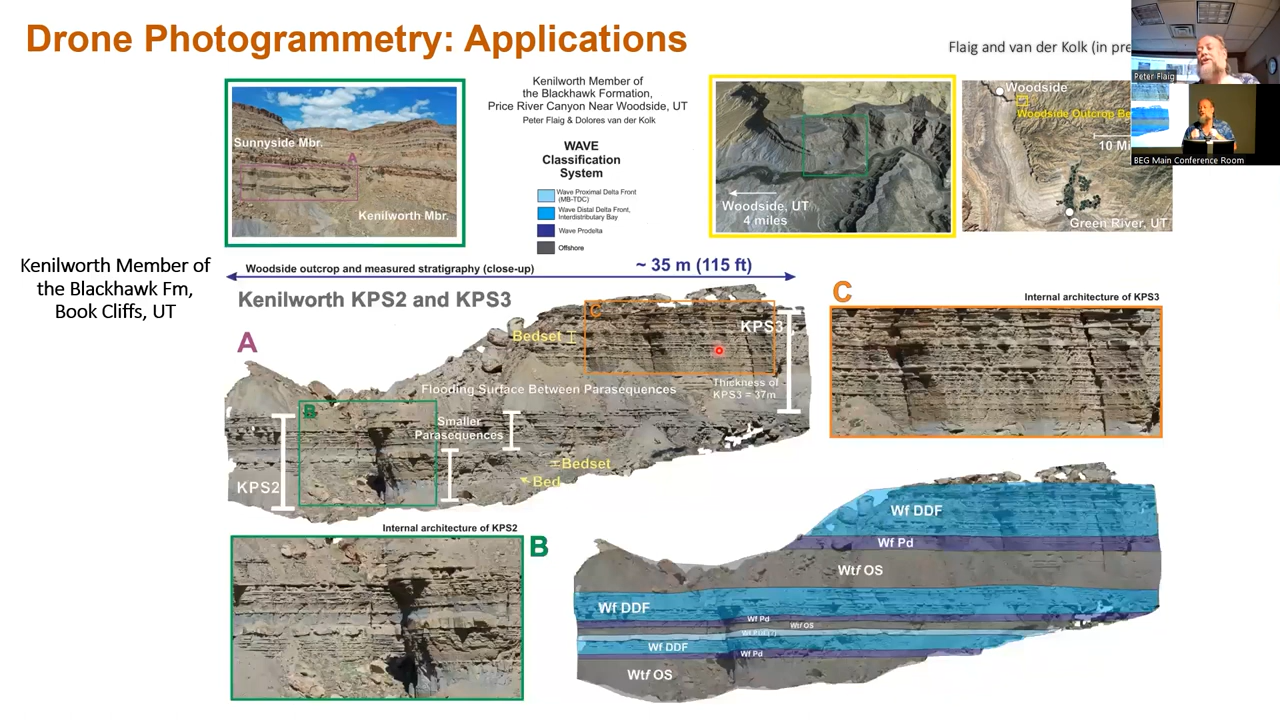 Drone Photogrammetry: Applications
Flaig and van der Kolk (in pre
Peter Flaig
BEG Main Conference Room
Kenilworth Member of
the Blackhawk Formation,
Price River Canyon Near Woodside, UT
Peter Flaig & Dolores van der Kolk
WAVE
Classification
System
Wave Proximal Delta Front
(MB-TDC)
Wave Distal Delta Front,
Interdistributary Bay
Wave Prodelta
Offshore
Sunnyside Mbr.
A
Kenilworth Mbr.
Woodside, UT
4 miles
Woodside
Woodside Outcrop Be
10 Mi
Green River, UT
Kenilworth Member of
the Blackhawk Fm,
Book Cliffs, UT
Woodside outcrop and measured stratigraphy (close-up)
~ 35 m (115 ft)
Kenilworth KPS2 and KPS3
A
C
Bedset
KPS3
Flooding Surface Between Parasequences
Thickness of
KPS3 = 37m
B
Smaller
Parasequences
Bedset
Bed
KPS2
C
Internal architecture of KPS3
Internal architecture of KPS2
B
Wf DDF
Wf Pd
Wtf OS
Wf DDF
Wf Pd
Wtf OS
Wf DDF
Wf Pd
Wtf OS